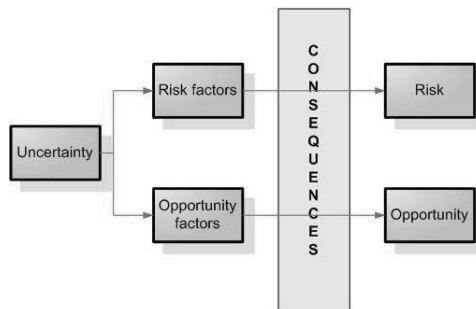 Uncertainty
Risk factors
Opportunity
factors
C
O
N
S
E
Q
U
E
N
C
E
S
Risk
Opportunity